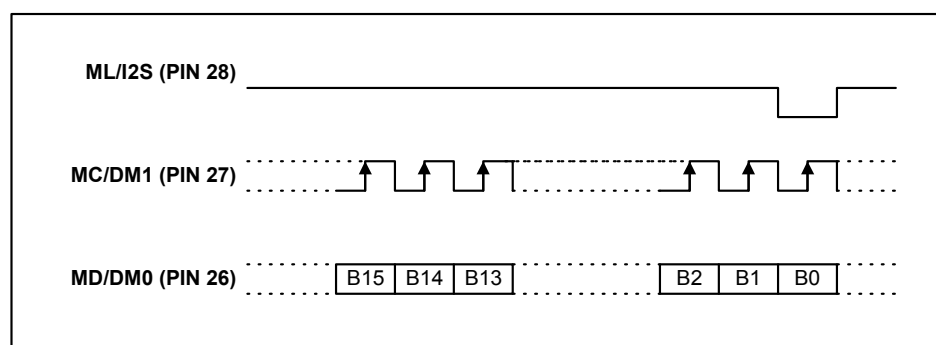 ML/I2S (PIN 28)
MC/DM1 (PIN 27)
MD/DM0 (PIN 26)
B15 B14 B13 B2 B1 B0